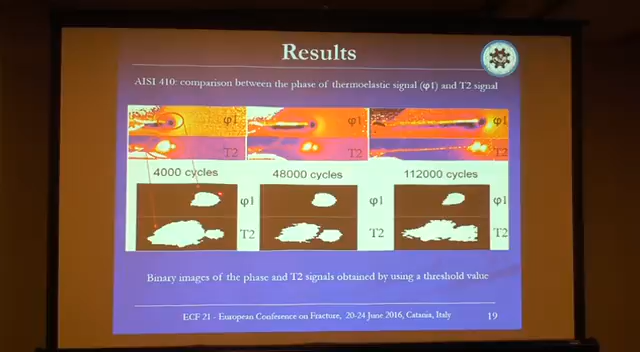 Results
AISI 410: comparison between the phase of thermoelastic signal (φ1) and T2 signal
φ1 φ1 φ1
T2 T2 T2
4000 cycles 48000 cycles 112000 cycles
φ1 φ1 φ1
T2 T2 T2
Binary images of the phase and T2 signals obtained by using a threshold value
ECF 21 - European Conference on Fracture, 20-24 June 2016, Catania, Italy 19